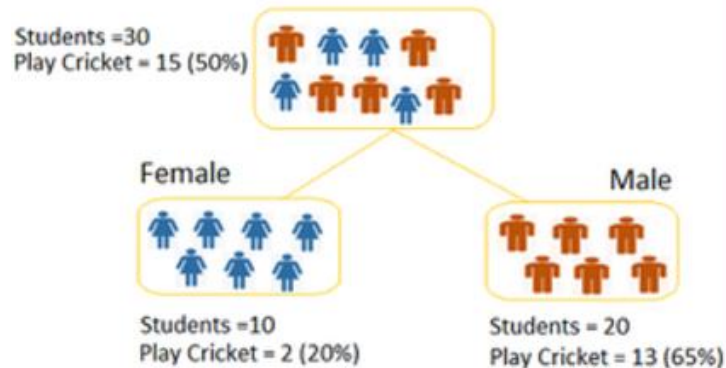 Students =30
Play Cricket = 15 (50%)
Female
Male
Students =10
Play Cricket = 2 (20%)
Students = 20
Play Cricket = 13 (65%)